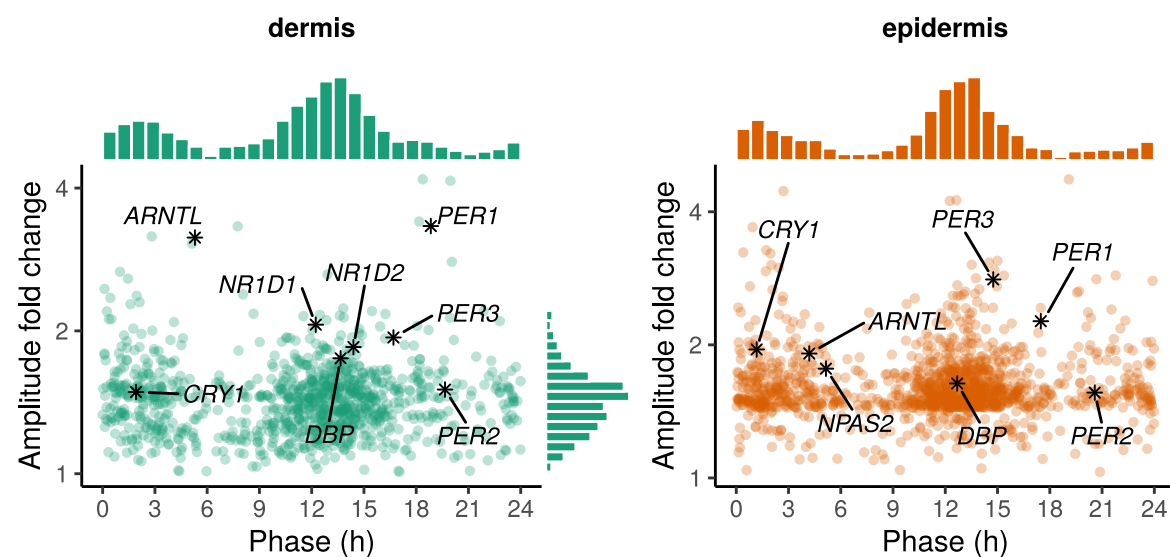 dermis
epidermis
Amplitude fold change
4
2
1
ARNTL
PER1
NR1D1
NR1D2
PER3
CRY1
DBP
PER2
0 3 6 9 12 15 18 21 24
Phase (h)
Amplitude fold change
4
2
1
CRY1
PER3
PER1
ARNTL
NPAS2
DBP
PER2
0 3 6 9 12 15 18 21 24
Phase (h)